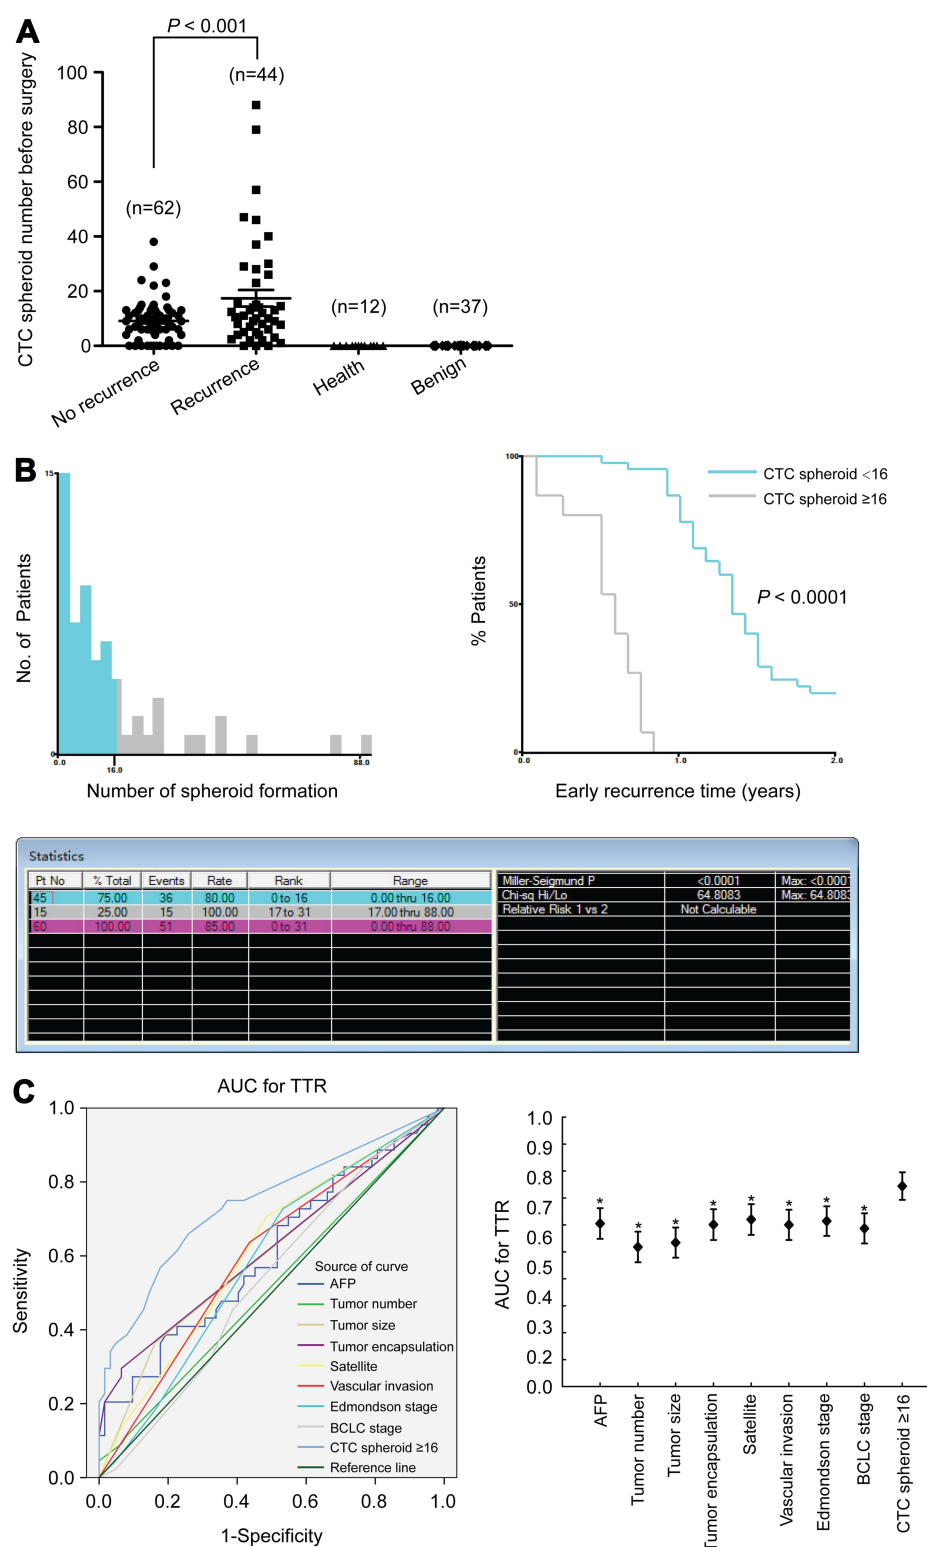 A
P < 0.001
CTC spheroid number before surgery
(n=44)
(n=62)
(n=12)
(n=37)
100
80
60
40
20
0
No recurrence
Recurrence
Health
Benign
B
No. of Patients
15
0
0.0
16.0
88.0
Number of spheroid formation
% Patients
100
50
0
0.0
1.0
2.0
CTC spheroid <16
CTC spheroid ≥16
P < 0.0001
Early recurrence time (years)
Statistics
Pt No % Total Events Rate Rank Range
45 75.00 36 80.00 0 to 16 0.00 thru 16.00
15 25.00 15 100.00 17 to 31 17.00 thru 88.00
60 100.00 51 85.00 0 to 31 0.00 thru 88.00
Miller-Seigmund P <0.0001 Max: <0.000
Chi-sq Hi/Lo 64.8083 Max: 64.8083
Relative Risk 1 vs 2 Not Calculable
C
AUC for TTR
Sensitivity
1.0
0.8
0.6
0.4
0.2
0.0
0.0 0.2 0.4 0.6 0.8 1.0
1-Specificity
Source of curve
AFP
Tumor number
Tumor size
Tumor encapsulation
Satellite
Vascular invasion
Edmondson stage
BCLC stage
CTC spheroid ≥16
Reference line
AUC for TTR
1.0
0.9
0.8
0.7
0.6
0.5
0.4
0.3
0.2
0.0
* * * * * * * *
AFP
Tumor number
Tumor size
Tumor encapsulation
Satellite
Vascular invasion
Edmondson stage
BCLC stage
CTC spheroid ≥16